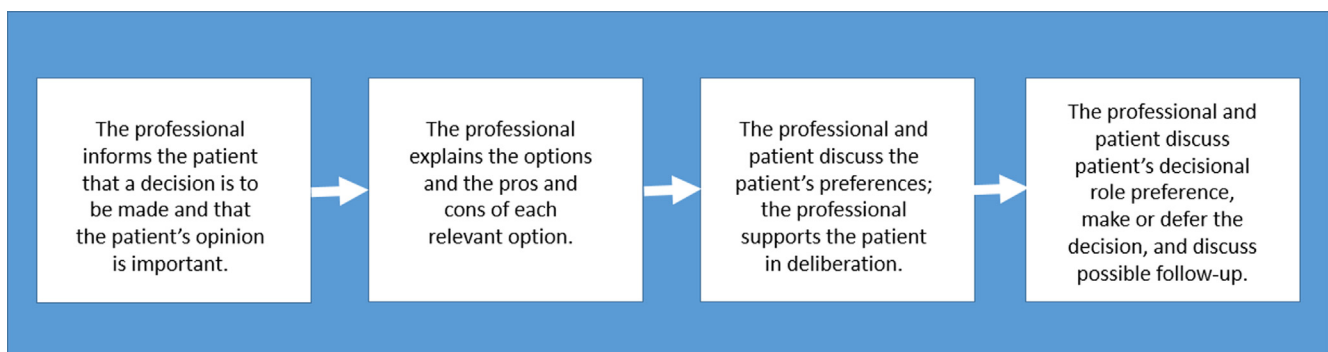 The professional
informs the patient
that a decision is to
be made and that
the patient's opinion
is important.
The professional
explains the options
and the pros and
cons of each
relevant option.
The professional and
patient discuss the
patient's preferences;
the professional
supports the patient
in deliberation.
The professional and
patient discuss
patient's decisional
role preference,
make or defer the
decision, and discuss
possible follow-up.